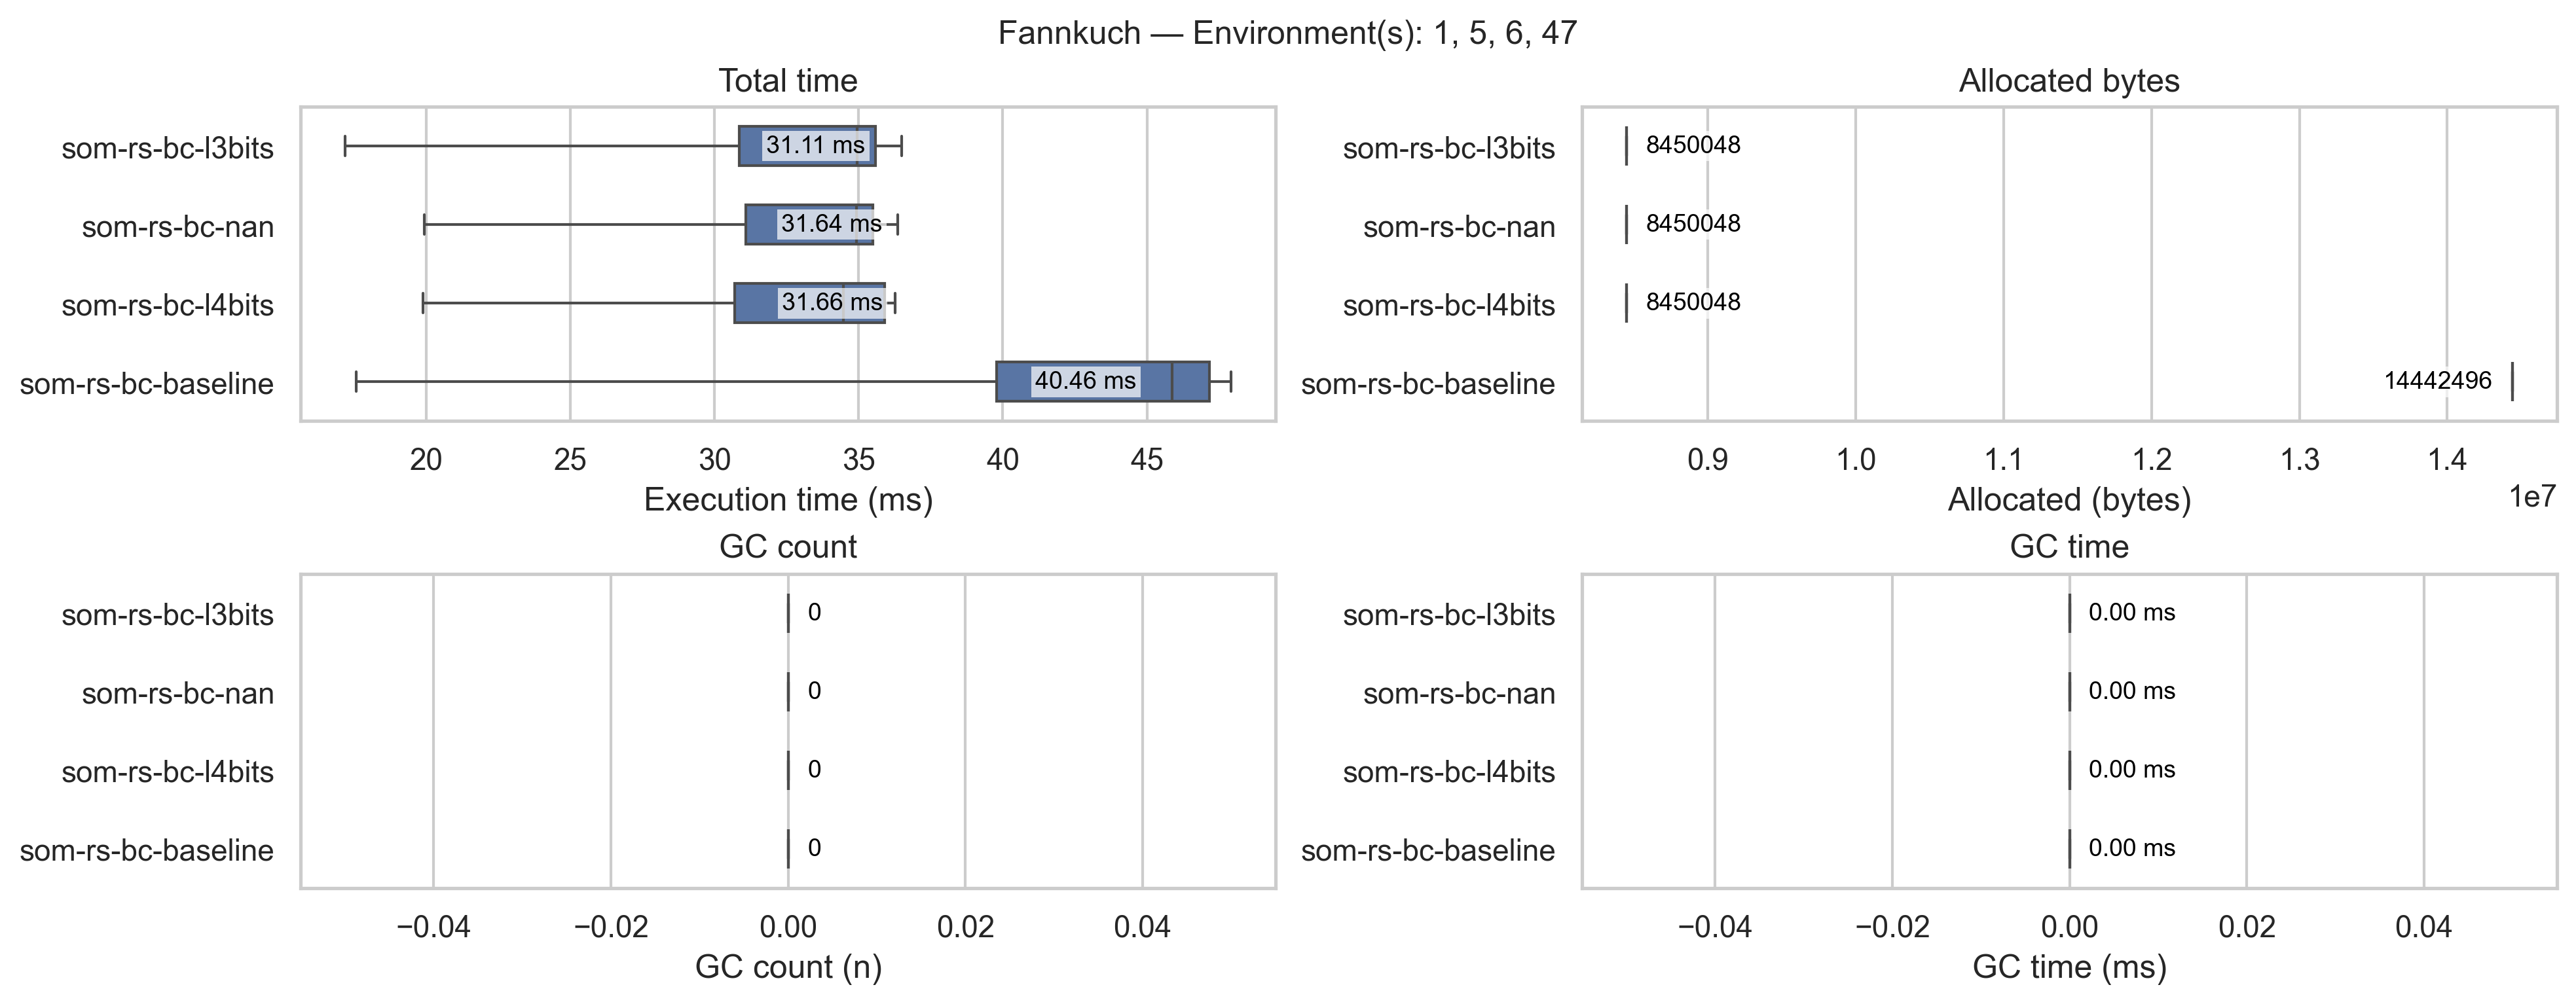 Fannkuch — Environment(s): 1, 5, 6, 47
Total time
som-rs-bc-l3bits
31.11 ms
som-rs-bc-nan
31.64 ms
som-rs-bc-l4bits
31.66 ms
som-rs-bc-baseline
40.46 ms
20 25 30 35 40 45
Execution time (ms)
Allocated bytes
som-rs-bc-l3bits
8450048
som-rs-bc-nan
8450048
som-rs-bc-l4bits
8450048
som-rs-bc-baseline
14442496
0.9 1.0 1.1 1.2 1.3 1.4
1e7
Allocated (bytes)
GC count
som-rs-bc-l3bits
0
som-rs-bc-nan
0
som-rs-bc-l4bits
0
som-rs-bc-baseline
0
−0.04 −0.02 0.00 0.02 0.04
GC count (n)
GC time
som-rs-bc-l3bits
0.00 ms
som-rs-bc-nan
0.00 ms
som-rs-bc-l4bits
0.00 ms
som-rs-bc-baseline
0.00 ms
−0.04 −0.02 0.00 0.02 0.04
GC time (ms)